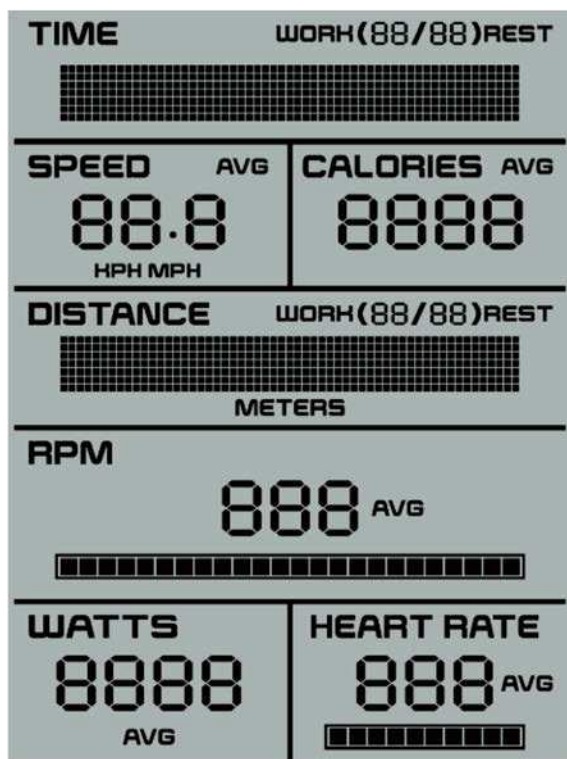 TIME WORK(88/88)REST
SPEED AVG
88.8
KPH MPH
CALORIES AVG
8888
DISTANCE WORK(88/88)REST
METERS
RPM
888 AVG
WATTS
8888
AVG
HEART RATE
888 AVG